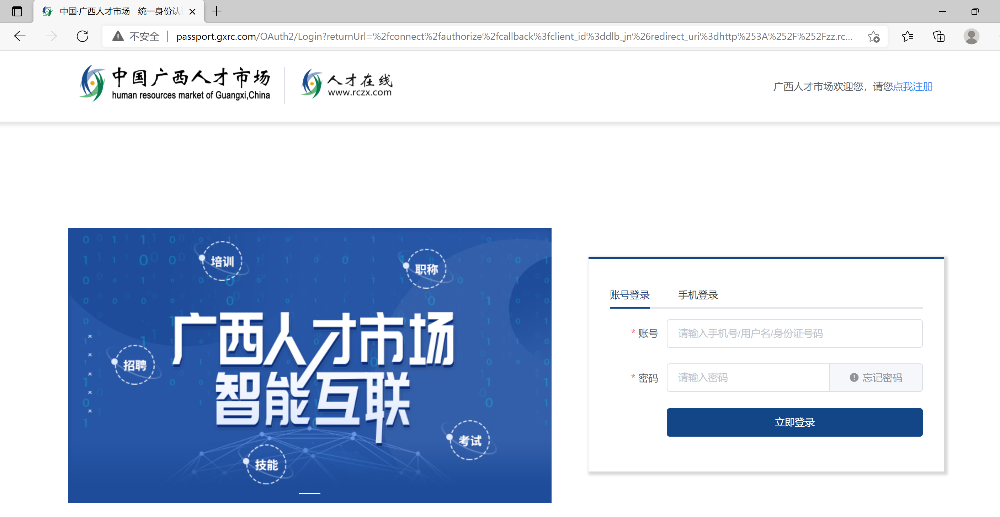 中国·广西人才市场 - 统一身份认
不安全
passport.gxrc.com/OAuth2/Login?returnUrl=%2fconnect%2fauthorize%2fcallback%3fclient_id%3ddlb_jn%26redirect_uri%3dhttp%253A%252F%252Fzz.rc...
中国广西人才市场
human resources market of Guangxi,China
人才在线
www.rczx.com
广西人才市场欢迎您，请您点我注册
培训
职称
广西人才市场
招聘
智能互联
考试
技能
账号登录
手机登录
* 账号
请输入手机号/用户名/身份证号码
* 密码
请输入密码
忘记密码
立即登录